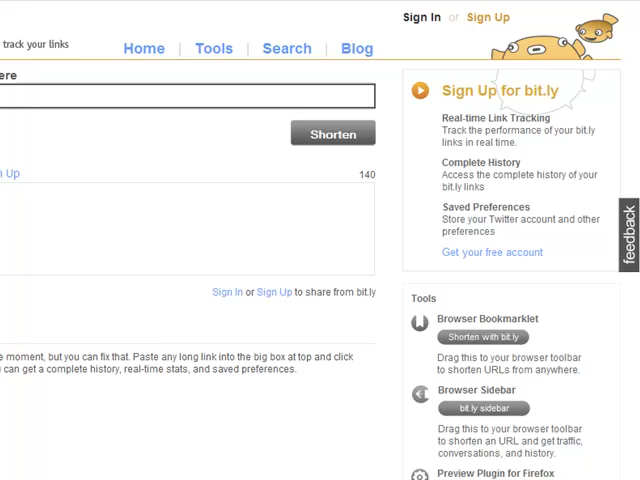 Sign In or Sign Up
track your links
Home | Tools | Search | Blog
ere
Shorten
n Up
140
Sign In or Sign Up to share from bit.ly
e moment, but you can fix that. Paste any long link into the big box at top and click
u can get a complete history, real-time stats, and saved preferences.
Sign Up for bit.ly
Real-time Link Tracking
Track the performance of your bit.ly
links in real time.
Complete History
Access the complete history of your
bit.ly links
Saved Preferences
Store your Twitter account and other
preferences
Get your free account
feedback
Tools
Browser Bookmarklet
Shorten with bit.ly
Drag this to your browser toolbar
to shorten URLs from anywhere.
Browser Sidebar
bit.ly sidebar
Drag this to your browser toolbar
to shorten an URL and get traffic,
conversations, and history.
Preview Plugin for Firefox